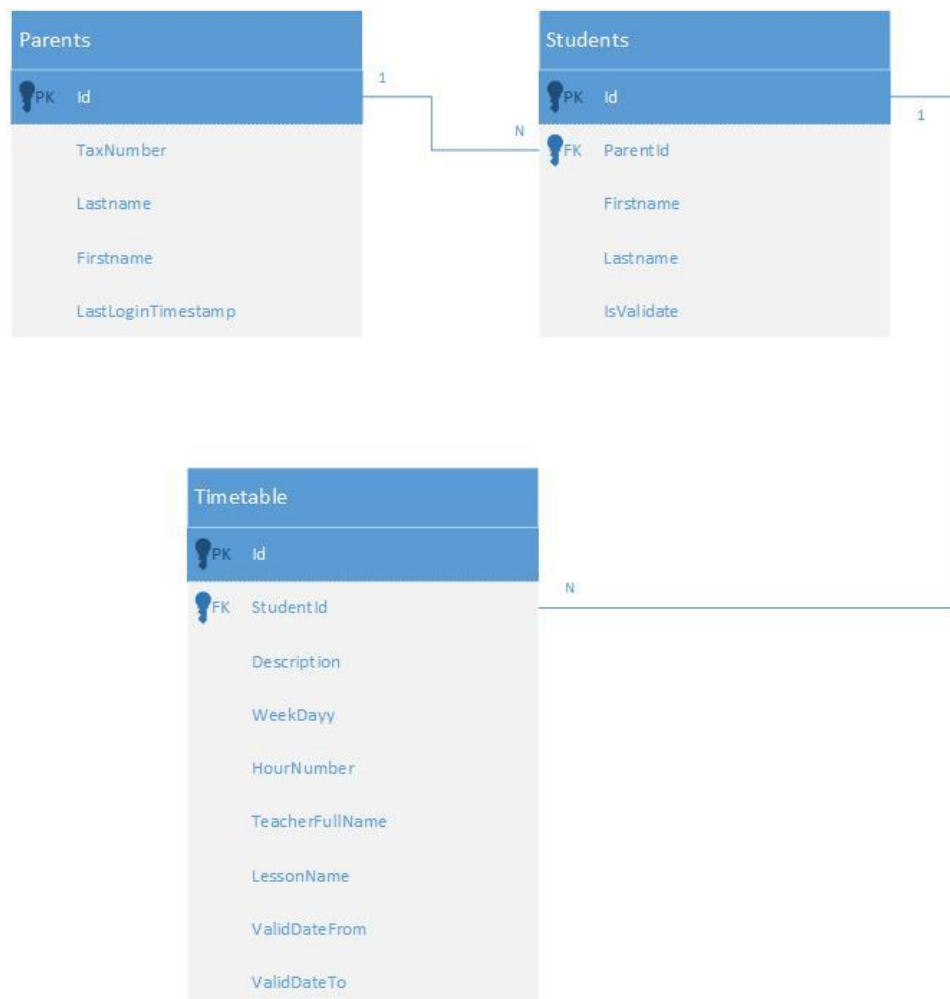 Parents
PK Id
TaxNumber
Lastname
Firstname
LastLoginTimestamp
1
N
Students
PK Id
FK ParentId
Firstname
Lastname
IsValidate
1
Timetable
PK Id
FK StudentId
Description
WeekDayy
HourNumber
TeacherFullName
LessonName
ValidDateFrom
ValidDateTo
N